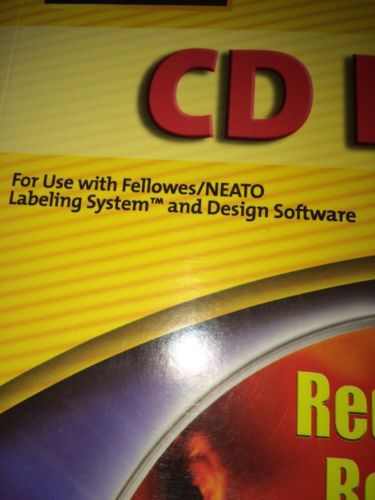 CD
For Use with Fellowes/NEATO
Labeling System™ and Design Software